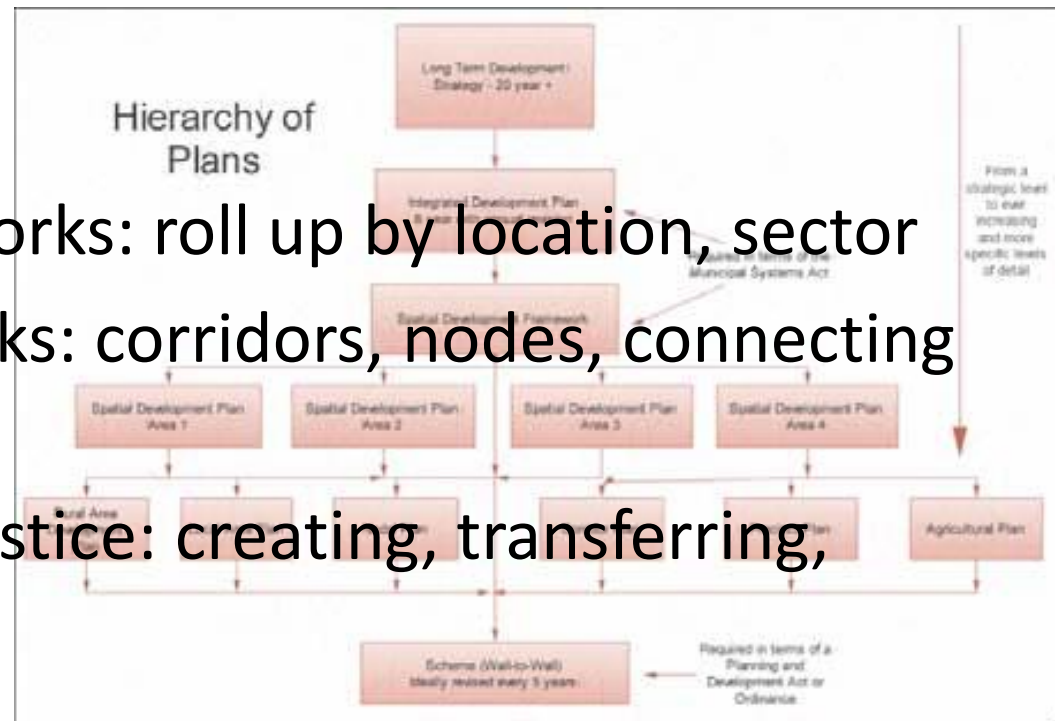 Long Term Development
Strategy - 20 year +
Hierarchy of
Plans
From a
strategic level
to ever
increasing
and more
specific levels
of detail
Integrated Development Plan
orks: roll up by location, sector
Required in terms of the
Municipal Systems Act
Spatial Development Framework
ks: corridors, nodes, connecting
Spatial Development Plan
Area 1
Spatial Development Plan
Area 2
Spatial Development Plan
Area 3
Spatial Development Plan
Area 4
Rural Area
Plan
stice: creating, transferring,
Agricultural Plan
Scheme (Wall-to-Wall)
Ideally revised every 5 years
Required in terms of a
Planning and
Development Act or
Ordinance